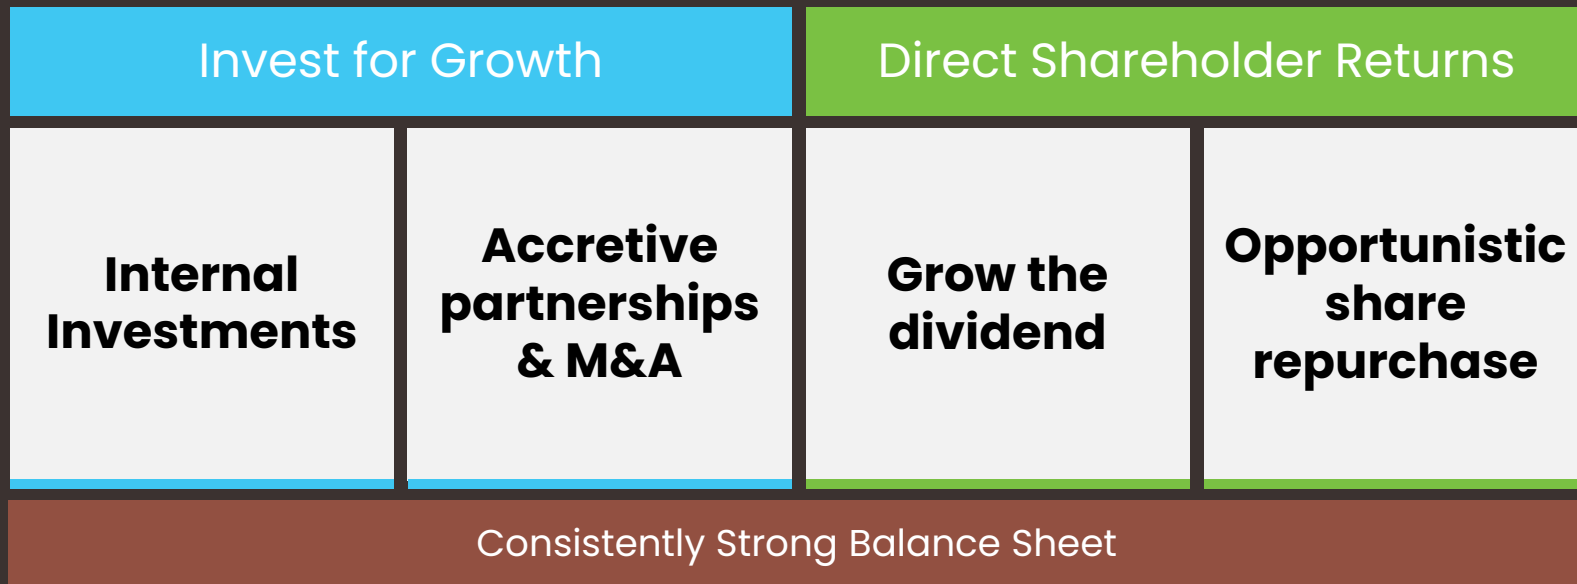 Invest for Growth
Direct Shareholder Returns
Internal
Investments
Accretive
partnerships
& M&A
Grow the
dividend
Opportunistic
share
repurchase
Consistently Strong Balance Sheet